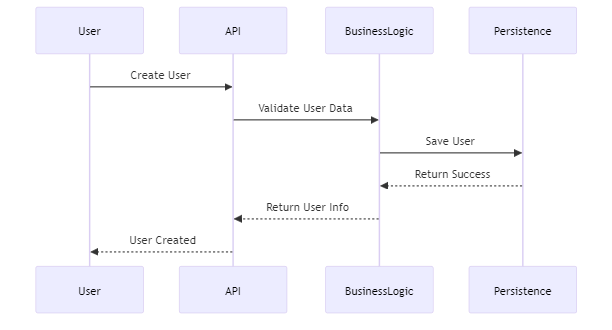 User
API
BusinessLogic
Persistence
Create User
Validate User Data
Save User
Return Success
Return User Info
User Created
User
API
BusinessLogic
Persistence